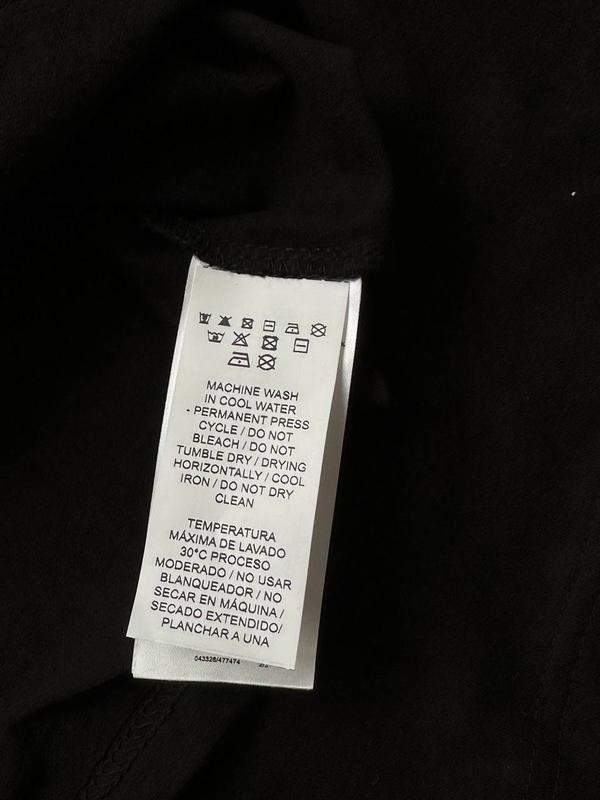 MACHINE WASH
IN COOL WATER
- PERMANENT PRESS
CYCLE / DO NOT
BLEACH / DO NOT
TUMBLE DRY / DRYING
HORIZONTALLY / COOL
IRON / DO NOT DRY
CLEAN
TEMPERATURA
MÁXIMA DE LAVADO
30°C PROCESO
MODERADO / NO USAR
BLANQUEADOR / NO
SECAR EN MÁQUINA /
SECADO EXTENDIDO/
PLANCHAR A UNA
043326/477474